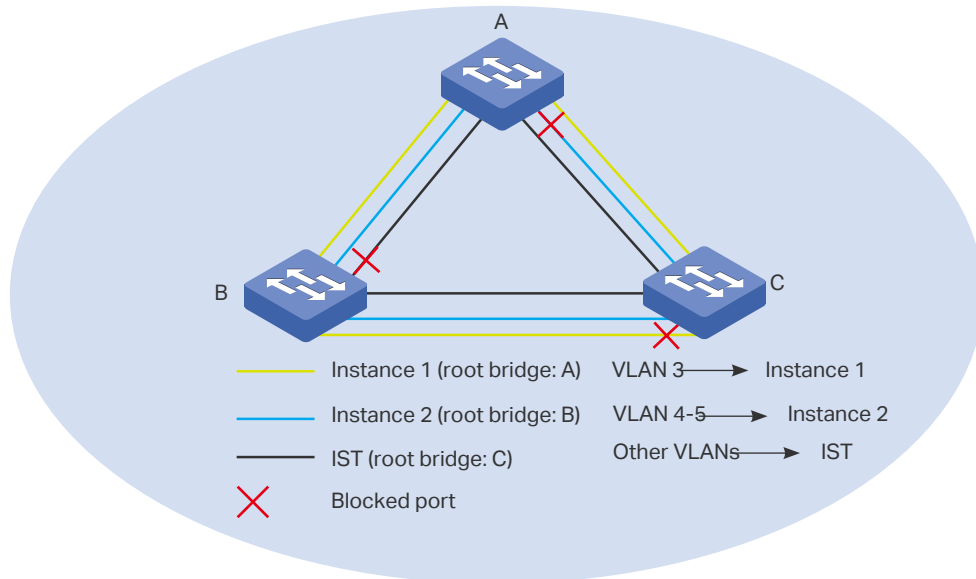 A
B
C
Instance 1 (root bridge: A) VLAN 3 Instance 1
Instance 2 (root bridge: B) VLAN 4-5 Instance 2
IST (root bridge: C) Other VLANs IST
Blocked port